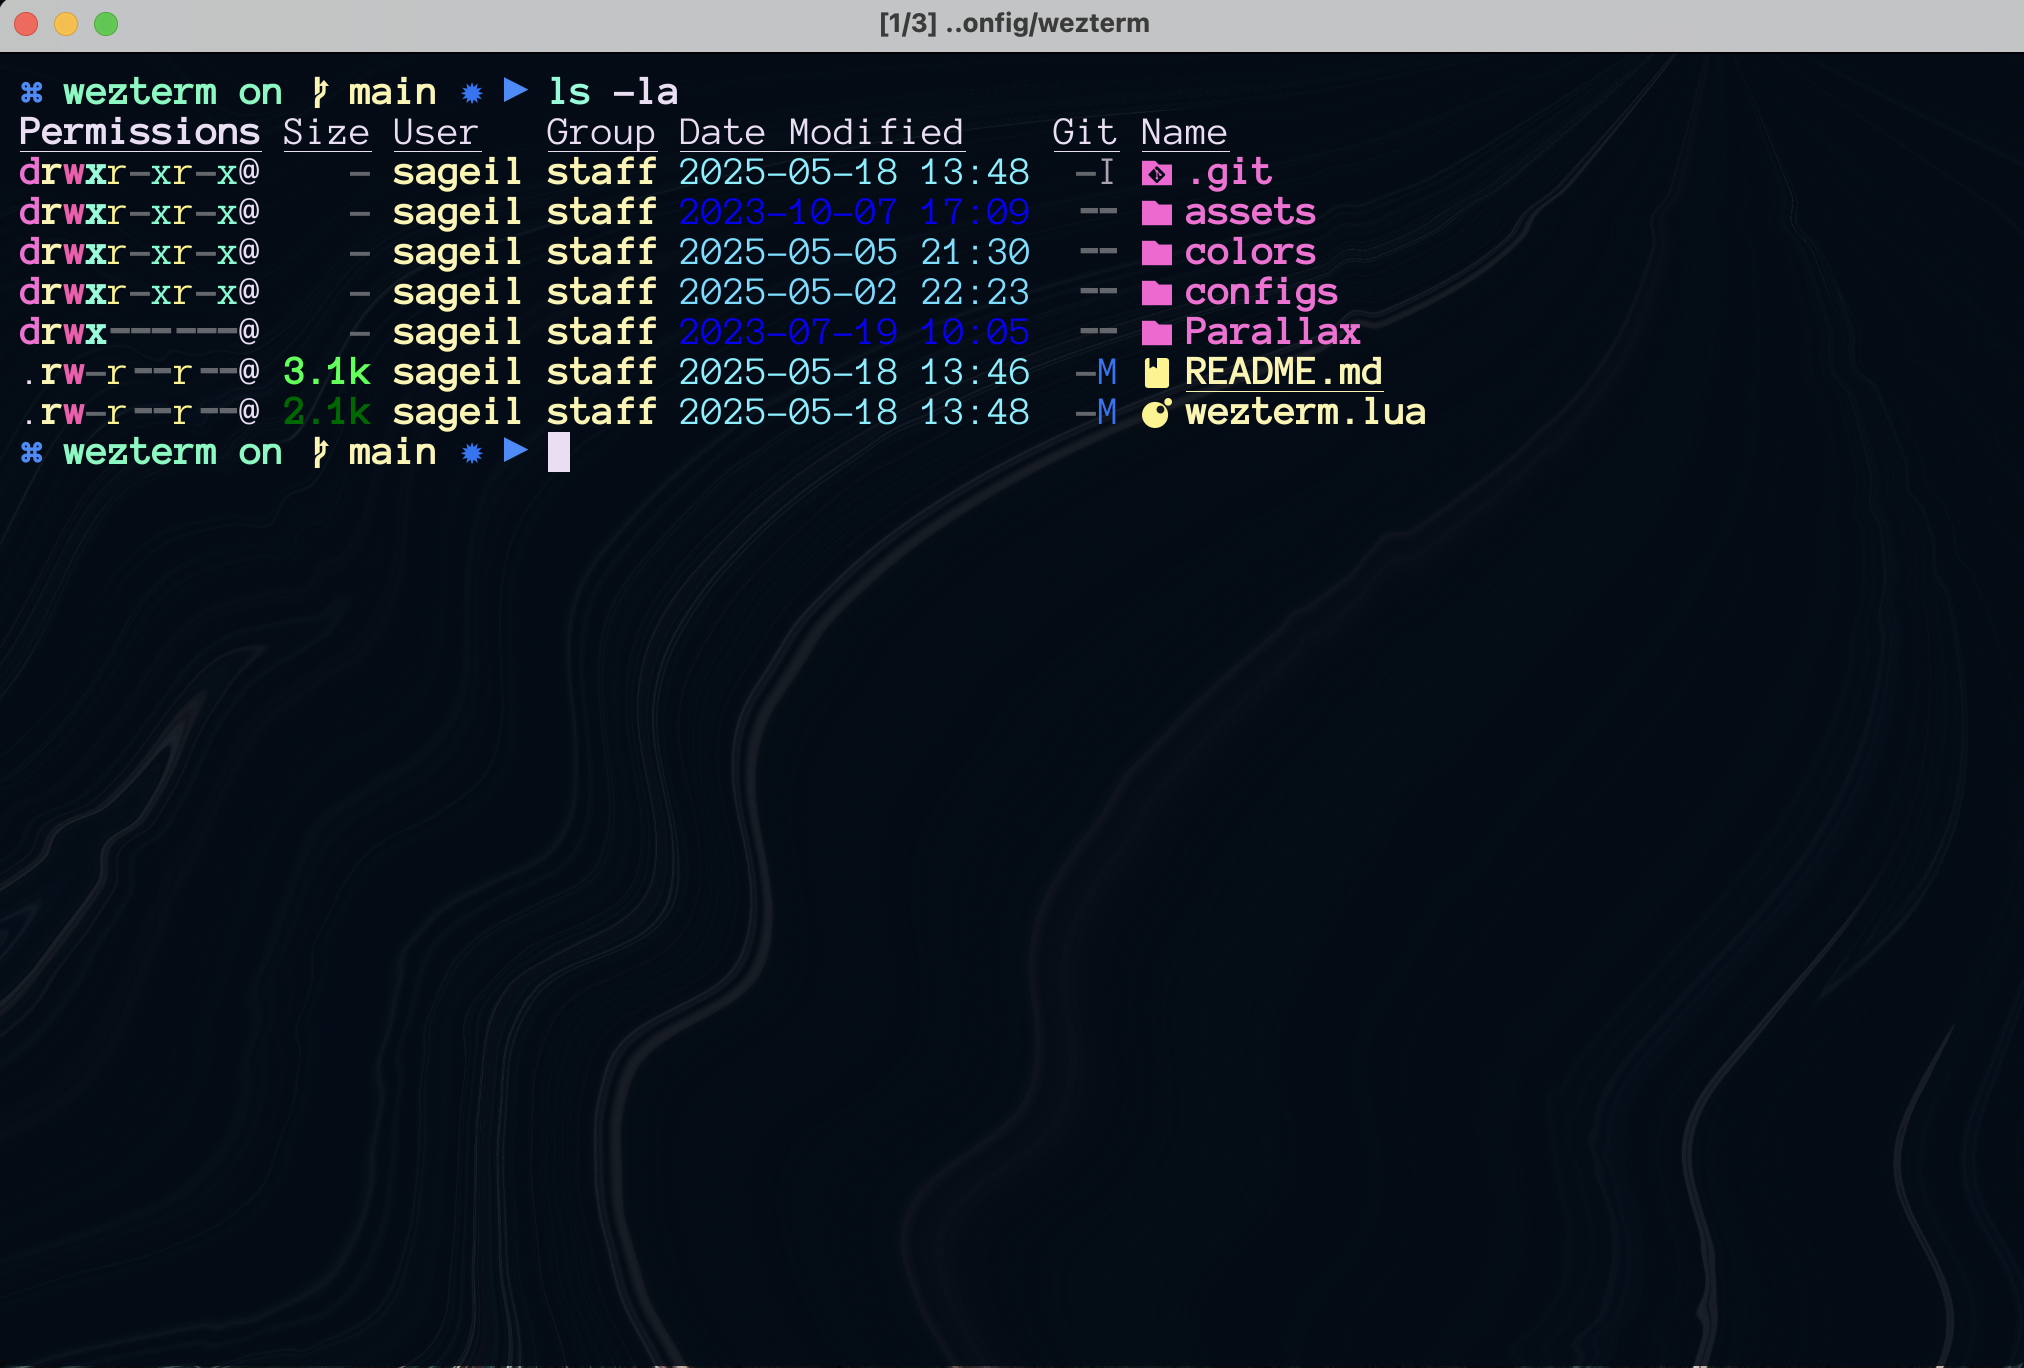 [1/3] ..onfig/wezterm
⌘ wezterm on main ✹ ▶ ls -la
Permissions Size User Group Date Modified Git Name
drwxr-xr-x@ - sageil staff 2025-05-18 13:48 -I .git
drwxr-xr-x@ - sageil staff 2023-10-07 17:09 -- assets
drwxr-xr-x@ - sageil staff 2025-05-05 21:30 -- colors
drwxr-xr-x@ - sageil staff 2025-05-02 22:23 -- configs
drwx------@ - sageil staff 2023-07-19 10:05 -- Parallax
.rw-r--r--@ 3.1k sageil staff 2025-05-18 13:46 -M README.md
.rw-r--r--@ 2.1k sageil staff 2025-05-18 13:48 -M wezterm.lua
⌘ wezterm on main ✹ ▶